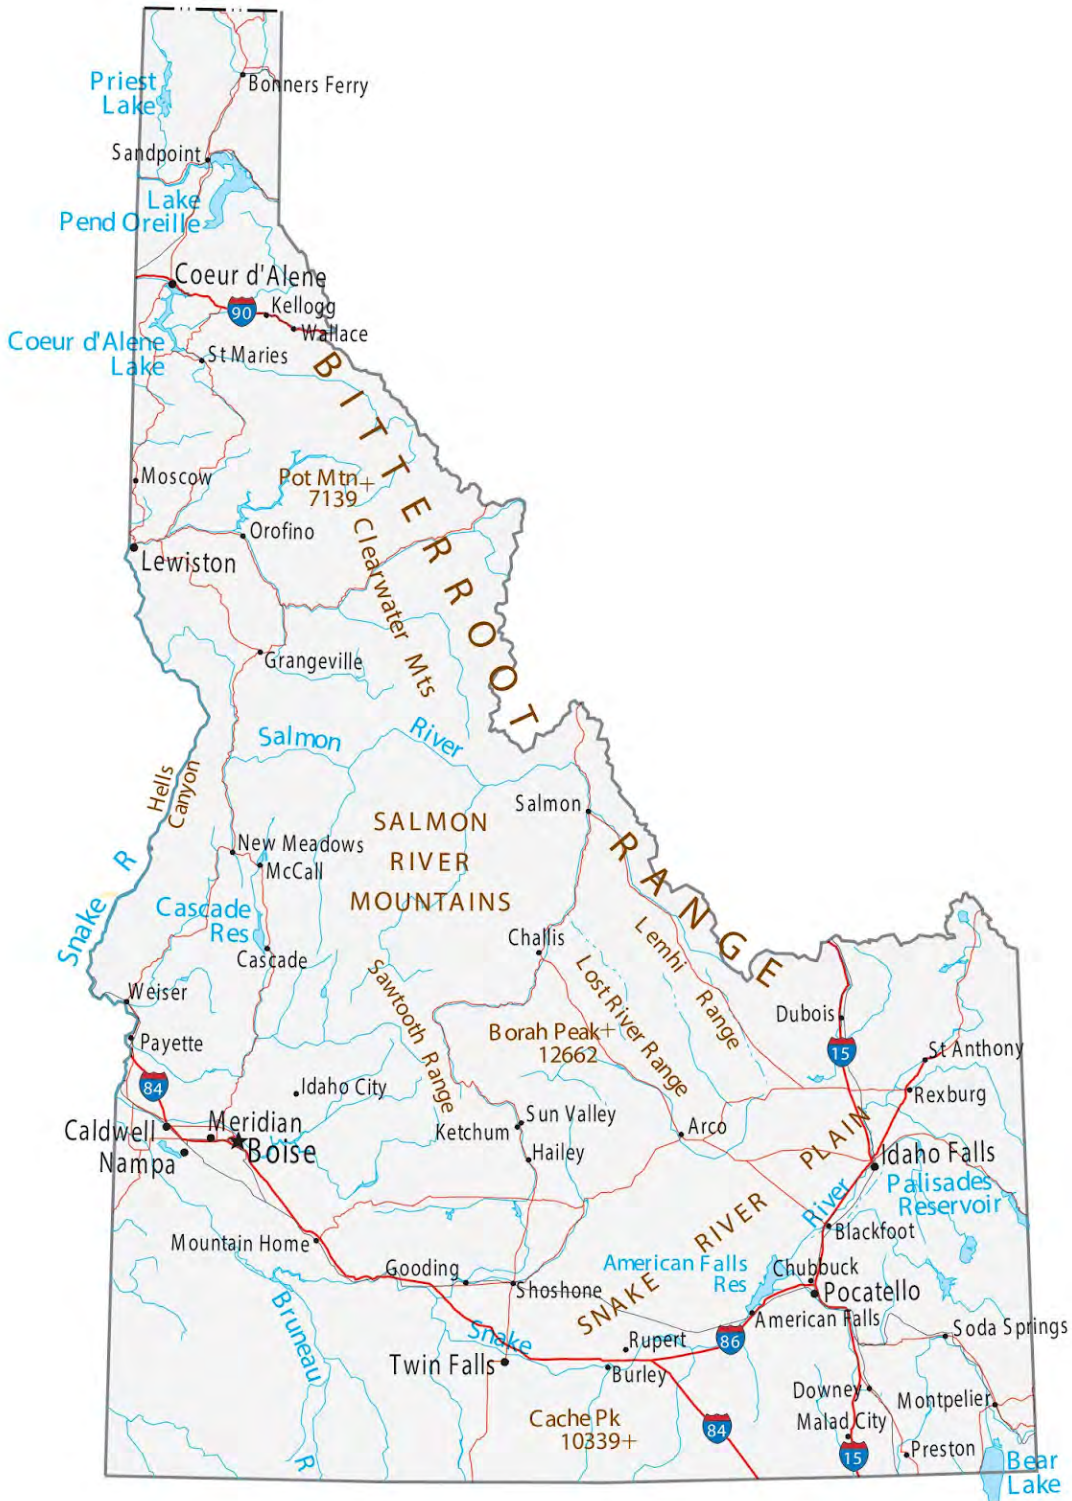 Bonners Ferry
Priest
Lake
Sandpoint
Lake
Pend Oreille
Coeur d'Alene
90
Kellogg
Wallace
Coeur d'Alene
Lake
St Maries
BITTERROOT
Moscow
Pot Mtn+
7139
Orofino
Clearwater Mts
Lewiston
Grangeville
Salmon
River
Hells
Canyon
Salmon
SALMON
RIVER
MOUNTAINS
RANGE
New Meadows
McCall
Snake R
Cascade
Res
Cascade
Challis
Lemhi Range
Lost River Range
Sawtooth Range
Weiser
Payette
Borah Peak+
12662
Dubois
15
St Anthony
84
Idaho City
Rexburg
Caldwell
Meridian
Boise
Nampa
Sun Valley
Ketchum
Hailey
Arco
SNAKE RIVER PLAIN
Idaho Falls
Palisades
Reservoir
River
Blackfoot
Mountain Home
Gooding
Shoshone
American Falls
Res
Chubbuck
Pocatello
American Falls
Bruneau R
Snake
Twin Falls
Rupert
Burley
86
Soda Springs
Downey
Montpelier
Malad City
Cache Pk
10339+
84
15
Preston
Bear
Lake